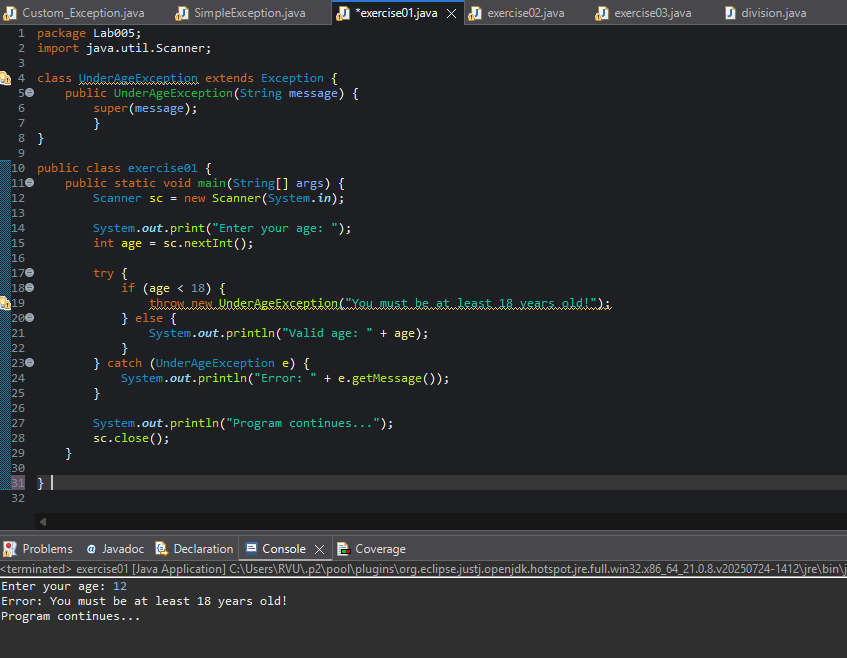 Custom_Exception.java SimpleException.java *exercise01.java exercise02.java exercise03.java division.java
1 package Lab005;
2 import java.util.Scanner;
3
4 class UnderAgeException extends Exception {
5 public UnderAgeException(String message) {
6 super(message);
7 }
8 }
9
10 public class exercise01 {
11 public static void main(String[] args) {
12 Scanner sc = new Scanner(System.in);
13
14 System.out.print("Enter your age: ");
15 int age = sc.nextInt();
16
17 try {
18 if (age < 18) {
19 throw new UnderAgeException("You must be at least 18 years old!");
20 } else {
21 System.out.println("Valid age: " + age);
22 }
23 } catch (UnderAgeException e) {
24 System.out.println("Error: " + e.getMessage());
25 }
26
27 System.out.println("Program continues...");
28 sc.close();
29 }
30
31 }
32
Problems @ Javadoc Declaration Console Coverage
<terminated> exercise01 [Java Application] C:\Users\RVU\.p2\pool\plugins\org.eclipse.justj.openjdk.hotspot.jre.full.win32.x86_64_21.0.8.v20250724-1412\jre\bin\j
Enter your age: 12
Error: You must be at least 18 years old!
Program continues...